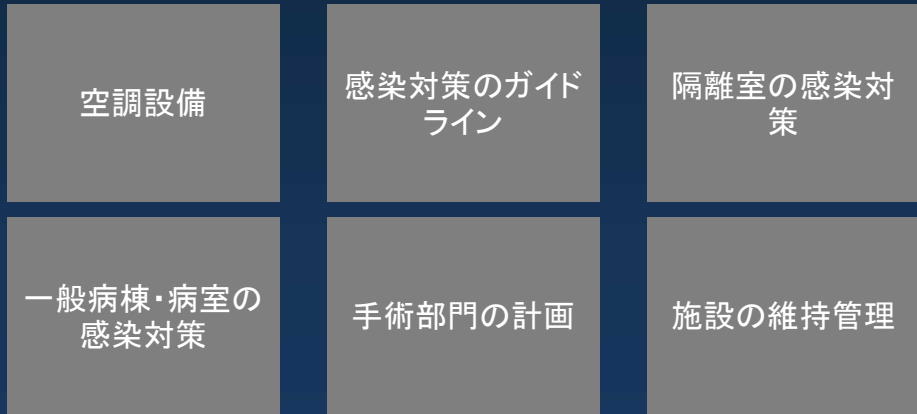 空調設備
感染対策のガイド
ライン
隔離室の感染対
策
一般病棟・病室の
感染対策
手術部門の計画
施設の維持管理